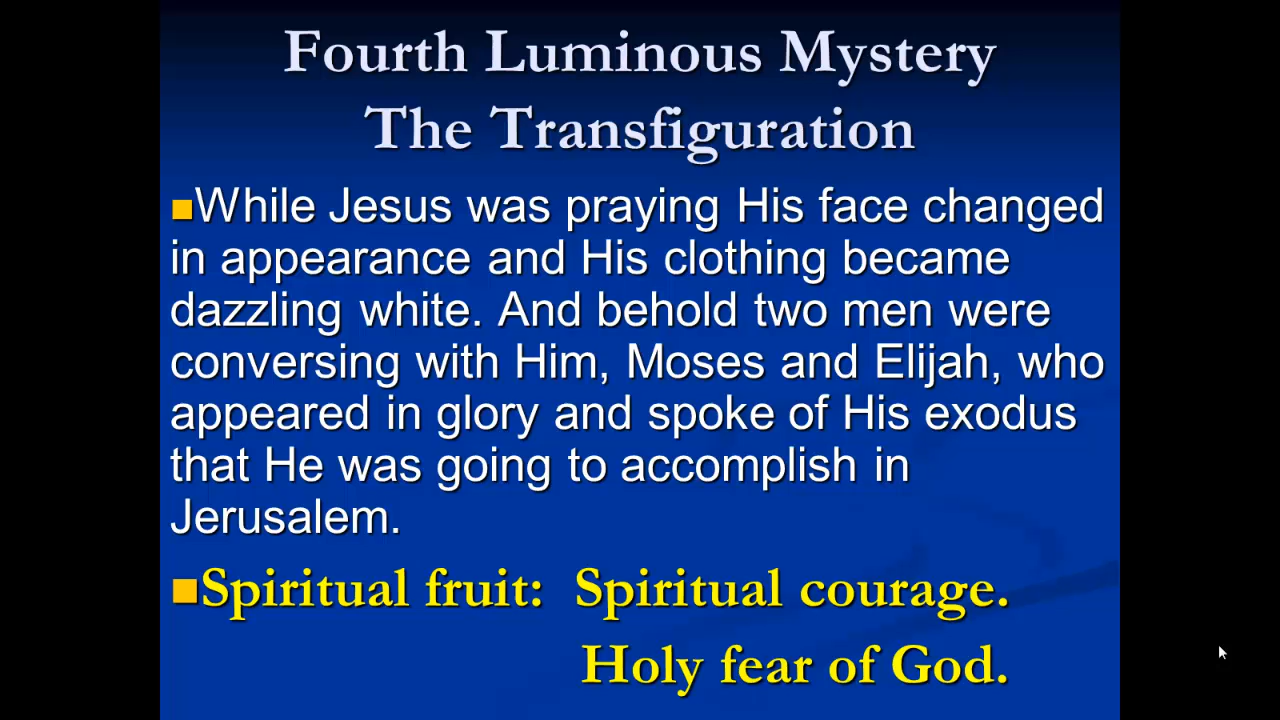 Fourth Luminous Mystery
The Transfiguration
While Jesus was praying His face changed
in appearance and His clothing became
dazzling white. And behold two men were
conversing with Him, Moses and Elijah, who
appeared in glory and spoke of His exodus
that He was going to accomplish in
Jerusalem.
Spiritual fruit: Spiritual courage.
Holy fear of God.